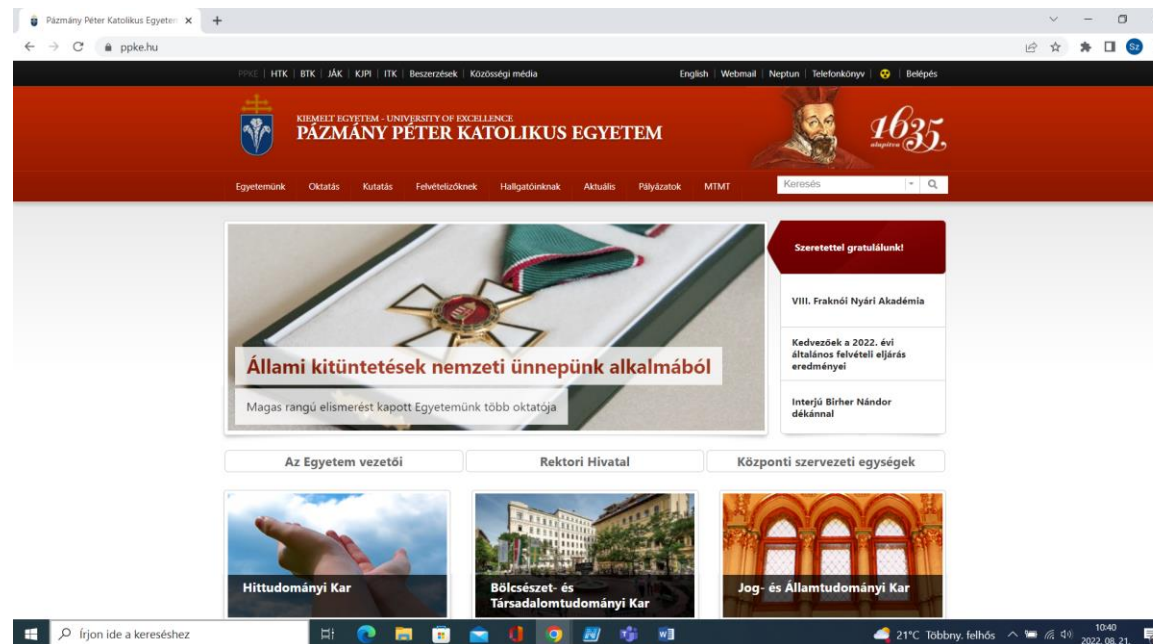 Pázmány Péter Katolikus Egyetem
ppke.hu
Sz
PPKE | HTK | BTK | JÁK | KJPI | ITK | Beszerzések | Közösségi média
English | Webmail | Neptun | Telefonkönyv | Belépés
KIEMELT EGYETEM - UNIVERSITY OF EXCELLENCE
PÁZMÁNY PÉTER KATOLIKUS EGYETEM
1635
alapítva
Egyetemünk Oktatás Kutatás Felvételizőknek Hallgatóinknak Aktuális Pályázatok MTMT
Keresés
Szeretettel gratulálunk!
VIII. Fraknói Nyári Akadémia
Kedvezőek a 2022. évi
általános felvételi eljárás
eredményei
Interjú Birher Nándor
dékánnal
Állami kitüntetések nemzeti ünnepünk alkalmából
Magas rangú elismerést kapott Egyetemünk több oktatója
Az Egyetem vezetői
Rektori Hivatal
Központi szervezeti egységek
Hittudományi Kar
Bölcsészet- és
Társadalomtudományi Kar
Jog- és Államtudományi Kar
Írjon ide a kereséshez
21°C Többny. felhős
10:40
2022. 08. 21.